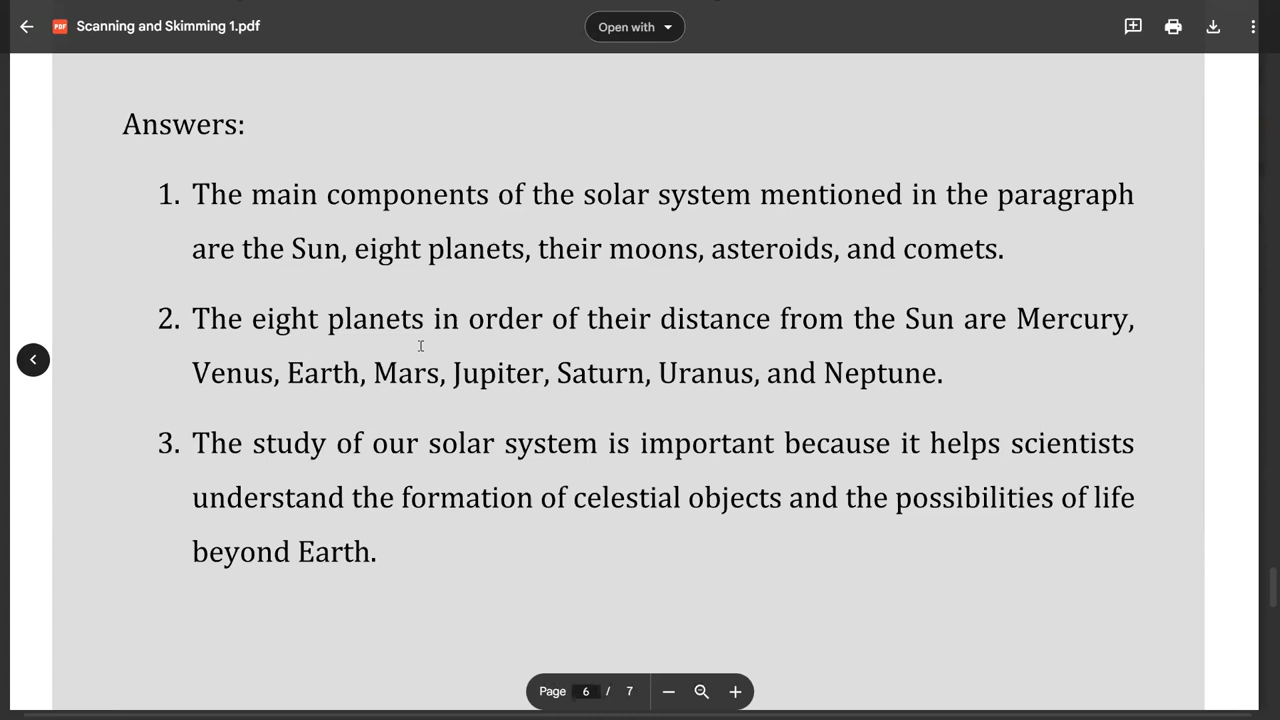 PDF Scanning and Skimming 1.pdf
Open with
Answers:
1. The main components of the solar system mentioned in the paragraph
are the Sun, eight planets, their moons, asteroids, and comets.
2. The eight planets in order of their distance from the Sun are Mercury,
Venus, Earth, Mars, Jupiter, Saturn, Uranus, and Neptune.
3. The study of our solar system is important because it helps scientists
understand the formation of celestial objects and the possibilities of life
beyond Earth.
Page 6 / 7